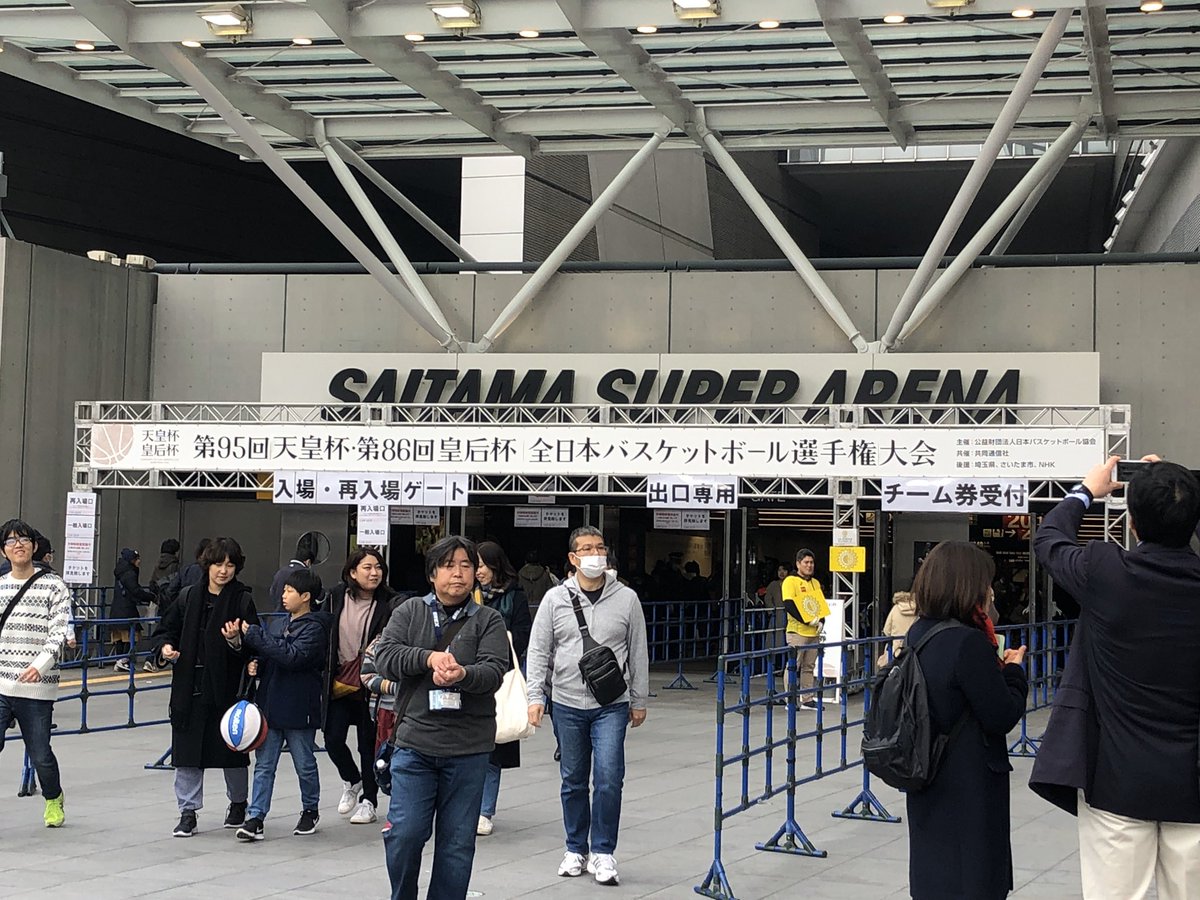 SAITAMA SUPER ARENA
天皇杯
皇后杯
第95回天皇杯・第86回皇后杯 全日本バスケットボール選手権大会
主催 公益財団法人日本バスケットボール協会
共催 共同通信社
後援 埼玉県、さいたま市、NHK
入場・再入場ゲート
出口専用
チーム券受付
再入場口
一般入場口
再入場口
molten